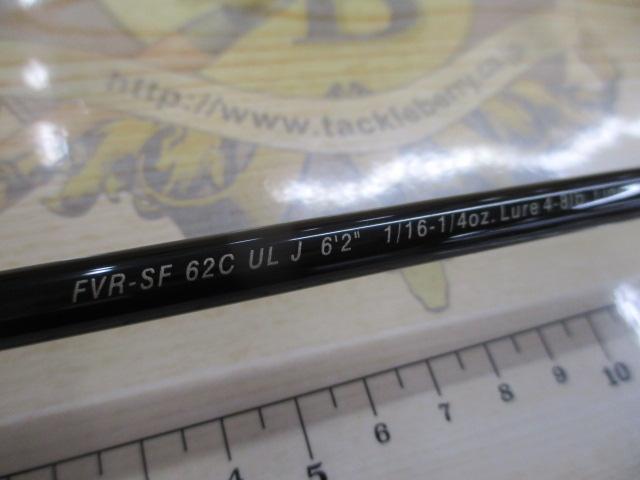 B
http://www.tackleberry.co.jp
FVR-SF 62C UL J 6'2" 1/16-1/4oz. Lure 4-8lb.
4 5 6 7 8 9 10